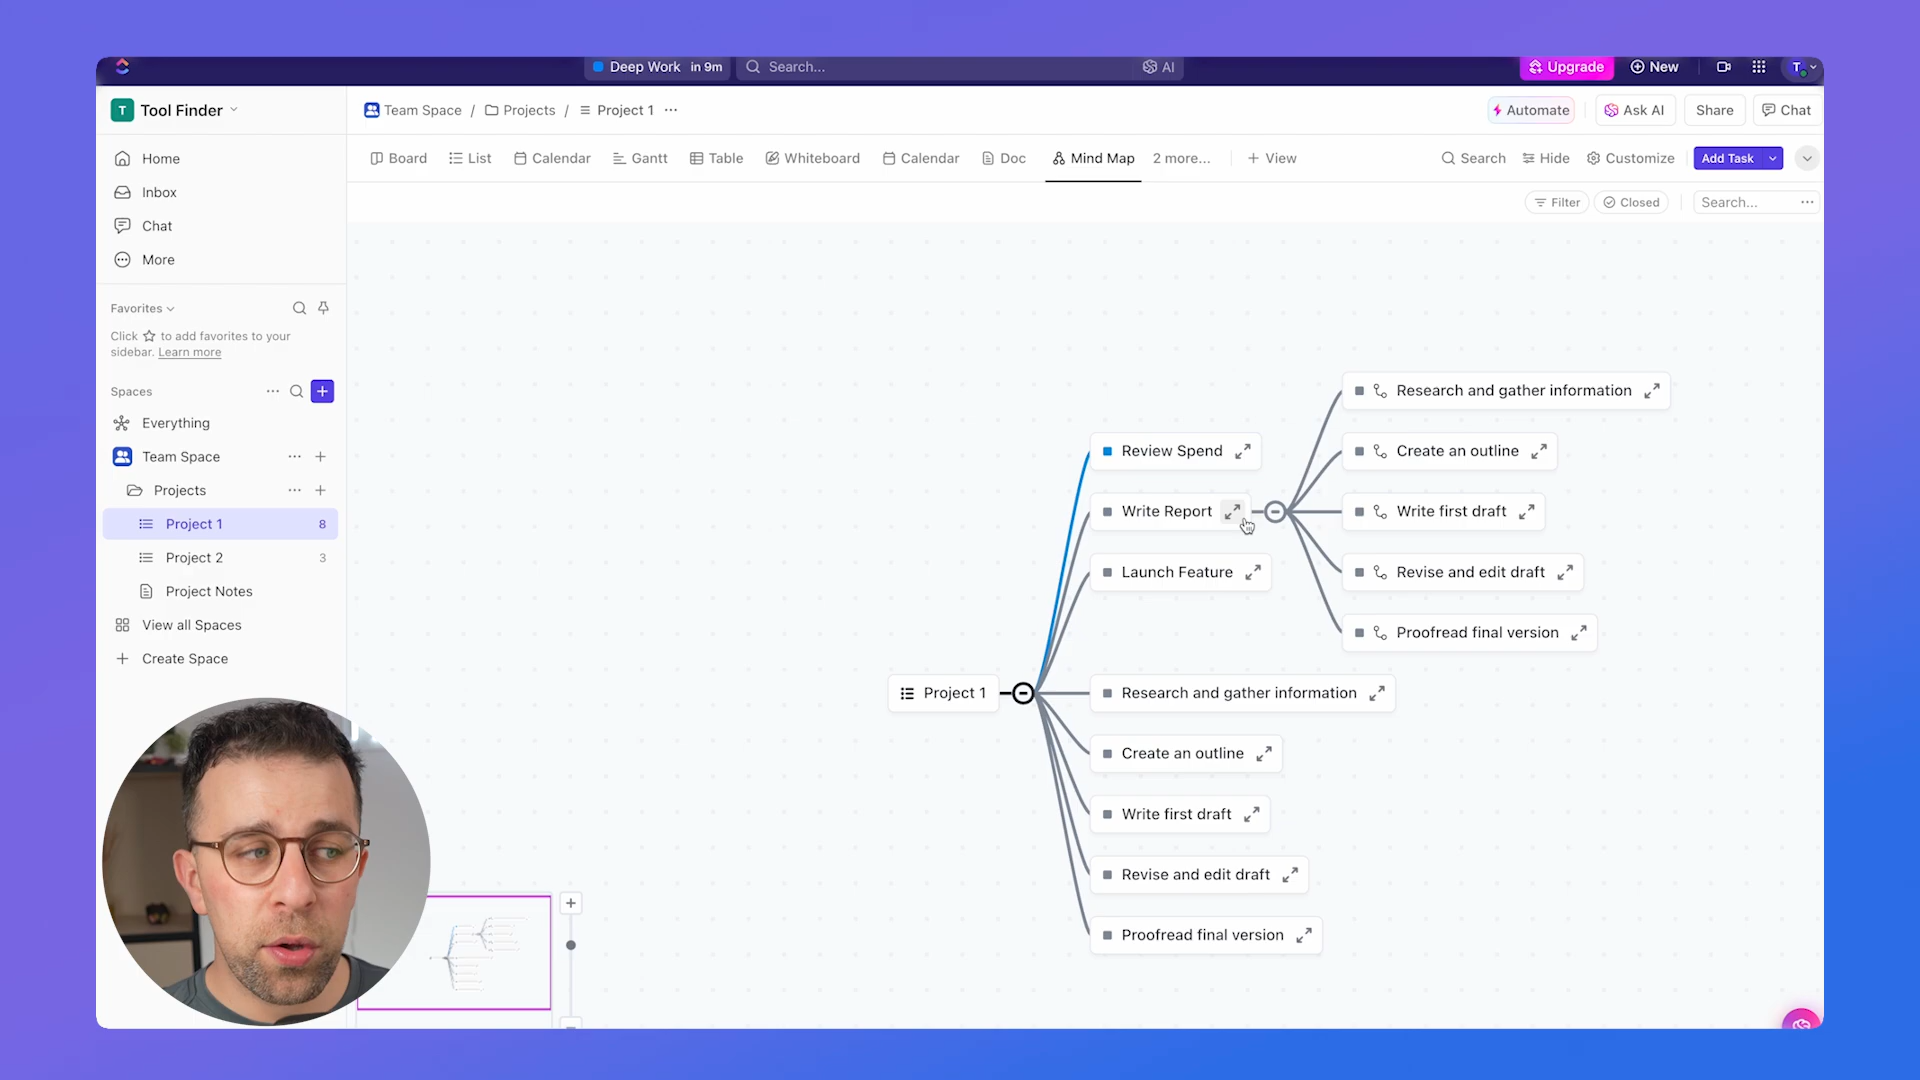 Deep Work in 9m
Search...
AI
Upgrade
New
T
T
Tool Finder
Team Space / Projects / Project 1
Automate
Ask AI
Share
Chat
Home
Inbox
Chat
More
Board
List
Calendar
Gantt
Table
Whiteboard
Calendar
Doc
Mind Map
2 more...
View
Search
Hide
Customize
Add Task
Filter
Closed
Search...
Favorites
Click to add favorites to your
sidebar. Learn more
Spaces
Everything
Team Space
Projects
Project 1 8
Project 2 3
Project Notes
View all Spaces
Create Space
Project 1
Review Spend
Write Report
Launch Feature
Research and gather information
Create an outline
Write first draft
Revise and edit draft
Proofread final version
Research and gather information
Create an outline
Write first draft
Revise and edit draft
Proofread final version